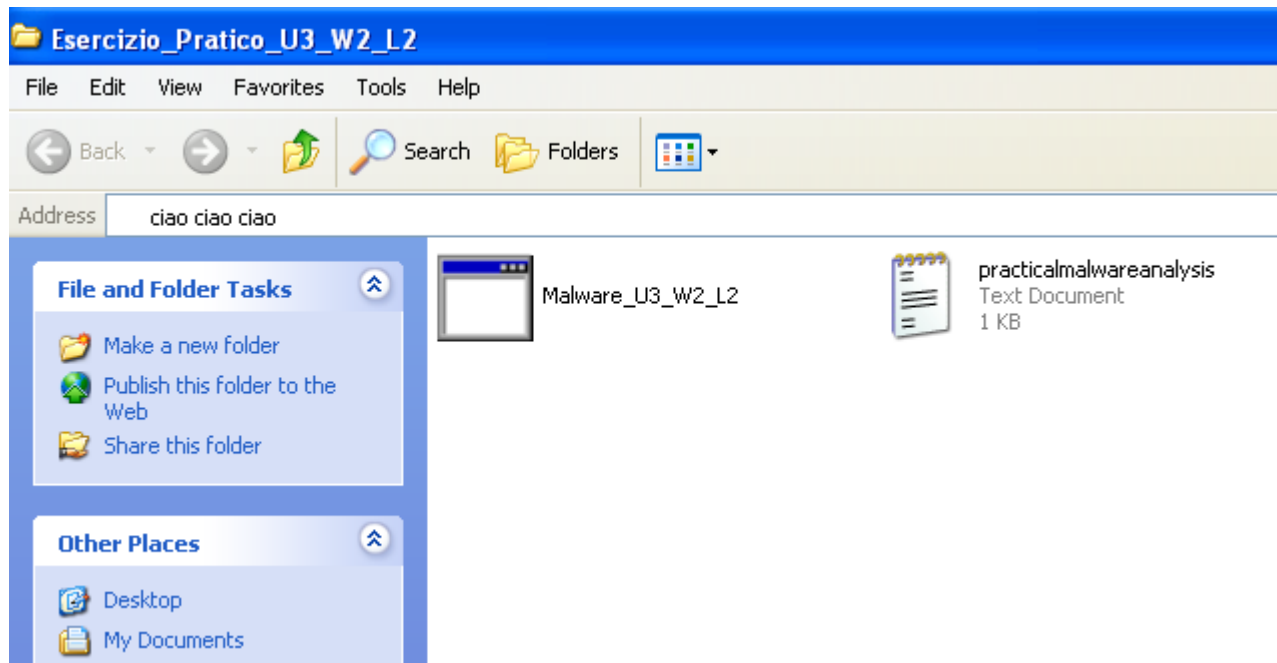 Esercizio_Pratico_U3_W2_L2
File Edit View Favorites Tools Help
Back Search Folders
Address ciao ciao ciao
File and Folder Tasks
Make a new folder
Publish this folder to the
Web
Share this folder
Other Places
Desktop
My Documents
Malware_U3_W2_L2
practicalmalwareanalysis
Text Document
1 KB